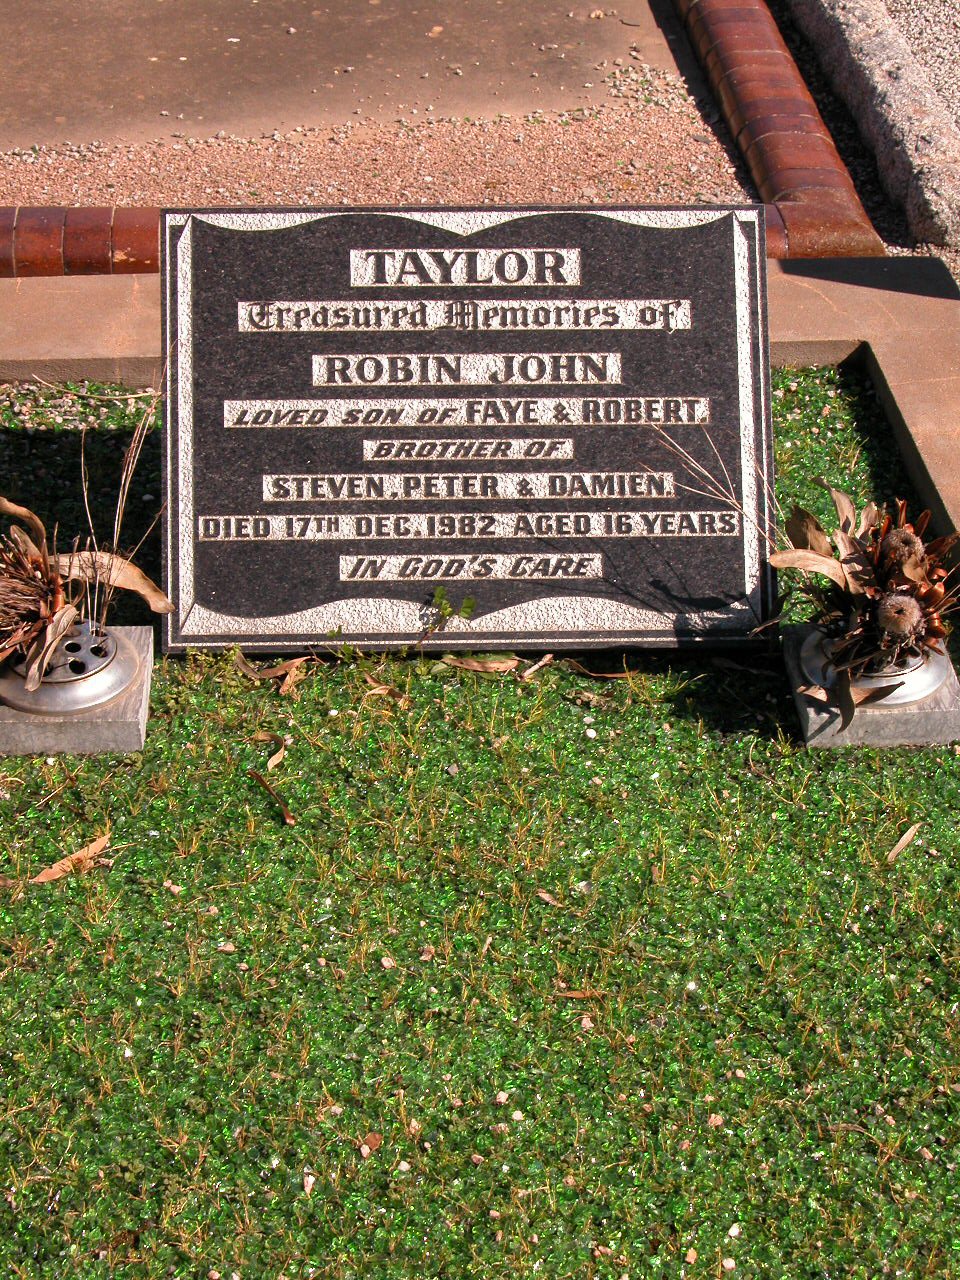 TAYLOR
Treasured Memories of
ROBIN JOHN
LOVED SON OF FAYE & ROBERT,
BROTHER OF
STEVEN, PETER & DAMIEN.
DIED 17TH DEC. 1982 AGED 16 YEARS
IN GOD'S CARE